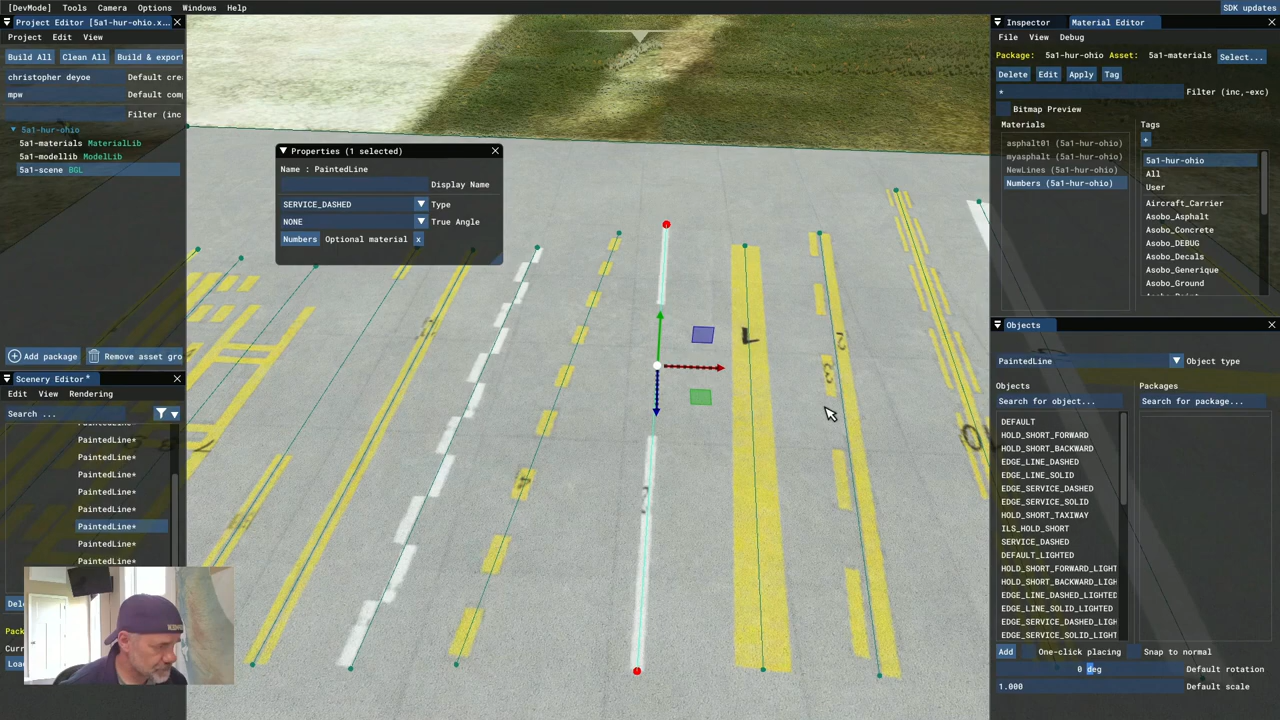 [DevMode] Tools Camera Options Windows Help SDK updates
Project Editor [5a1-hur-ohio.x...
Project Edit View
Build All Clean All Build & export
christopher deyoe Default cre
mpw Default com
Filter (inc
5a1-hur-ohio
5a1-materials MaterialLib
5a1-modellib ModelLib
5a1-scene BGL
Add package Remove asset gro
Scenery Editor*
Edit View Rendering
Search ...
PaintedLine*
PaintedLine*
PaintedLine*
PaintedLine*
PaintedLine*
PaintedLine*
PaintedLine*
PaintedLine*
PaintedLine*
Properties (1 selected)
Name : PaintedLine
Display Name
SERVICE_DASHED Type
NONE True Angle
Numbers Optional material x
Inspector Material Editor
File View Debug
Package: 5a1-hur-ohio Asset: 5a1-materials Select...
Delete Edit Apply Tag
* Filter (inc,-exc)
Bitmap Preview
Materials Tags
asphalt01 (5a1-hur-ohio)
myasphalt (5a1-hur-ohio)
NewLines (5a1-hur-ohio)
Numbers (5a1-hur-ohio)
+
5a1-hur-ohio
All
User
Aircraft_Carrier
Asobo_Asphalt
Asobo_Concrete
Asobo_DEBUG
Asobo_Decals
Asobo_Generique
Asobo_Ground
Objects
PaintedLine Object type
Objects Packages
Search for object... Search for package...
DEFAULT
HOLD_SHORT_FORWARD
HOLD_SHORT_BACKWARD
EDGE_LINE_DASHED
EDGE_LINE_SOLID
EDGE_SERVICE_DASHED
EDGE_SERVICE_SOLID
HOLD_SHORT_TAXIWAY
ILS_HOLD_SHORT
SERVICE_DASHED
DEFAULT_LIGHTED
HOLD_SHORT_FORWARD_LIGHT
HOLD_SHORT_BACKWARD_LIGH
EDGE_LINE_DASHED_LIGHTED
EDGE_LINE_SOLID_LIGHTED
EDGE_SERVICE_DASHED_LIGH
EDGE_SERVICE_SOLID_LIGHT
Add One-click placing Snap to normal
0 deg Default rotation
1.000 Default scale